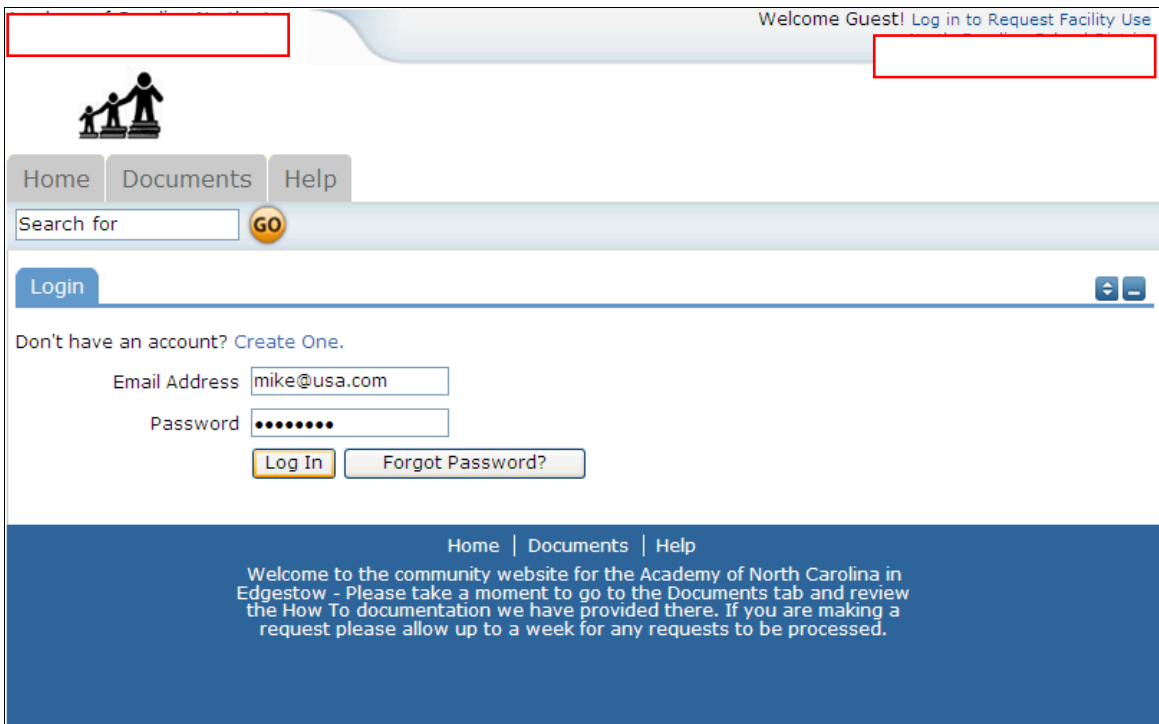 Welcome Guest! Log in to Request Facility Use
Home Documents Help
Search for GO
Login
Don't have an account? Create One.
Email Address mike@usa.com
Password ••••••••
Log In Forgot Password?
Home | Documents | Help
Welcome to the community website for the Academy of North Carolina in
Edgestow - Please take a moment to go to the Documents tab and review
the How To documentation we have provided there. If you are making a
request please allow up to a week for any requests to be processed.